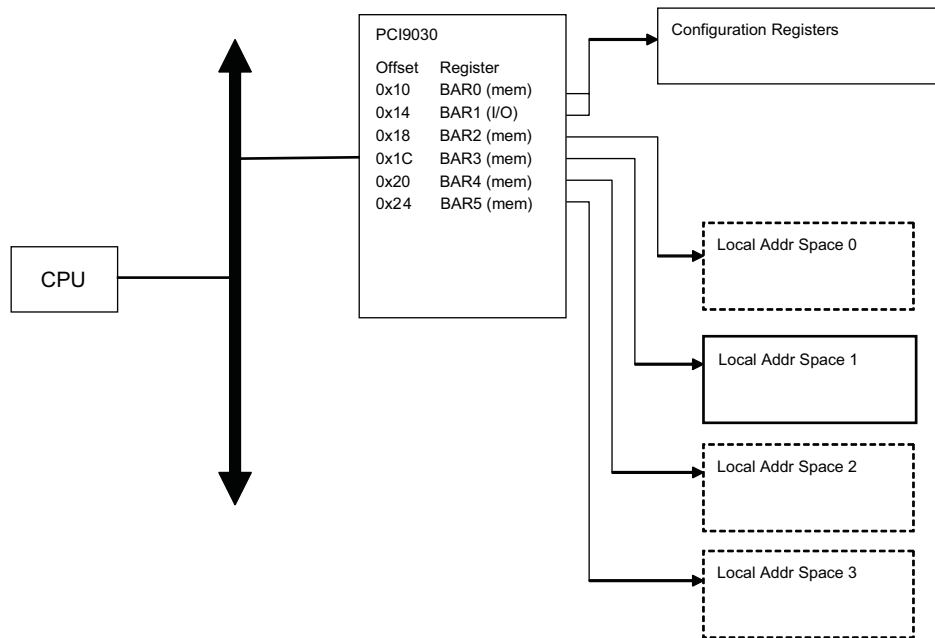 PCI9030
Offset Register
0x10 BAR0 (mem)
0x14 BAR1 (I/O)
0x18 BAR2 (mem)
0x1C BAR3 (mem)
0x20 BAR4 (mem)
0x24 BAR5 (mem)
Configuration Registers
CPU
Local Addr Space 0
Local Addr Space 1
Local Addr Space 2
Local Addr Space 3